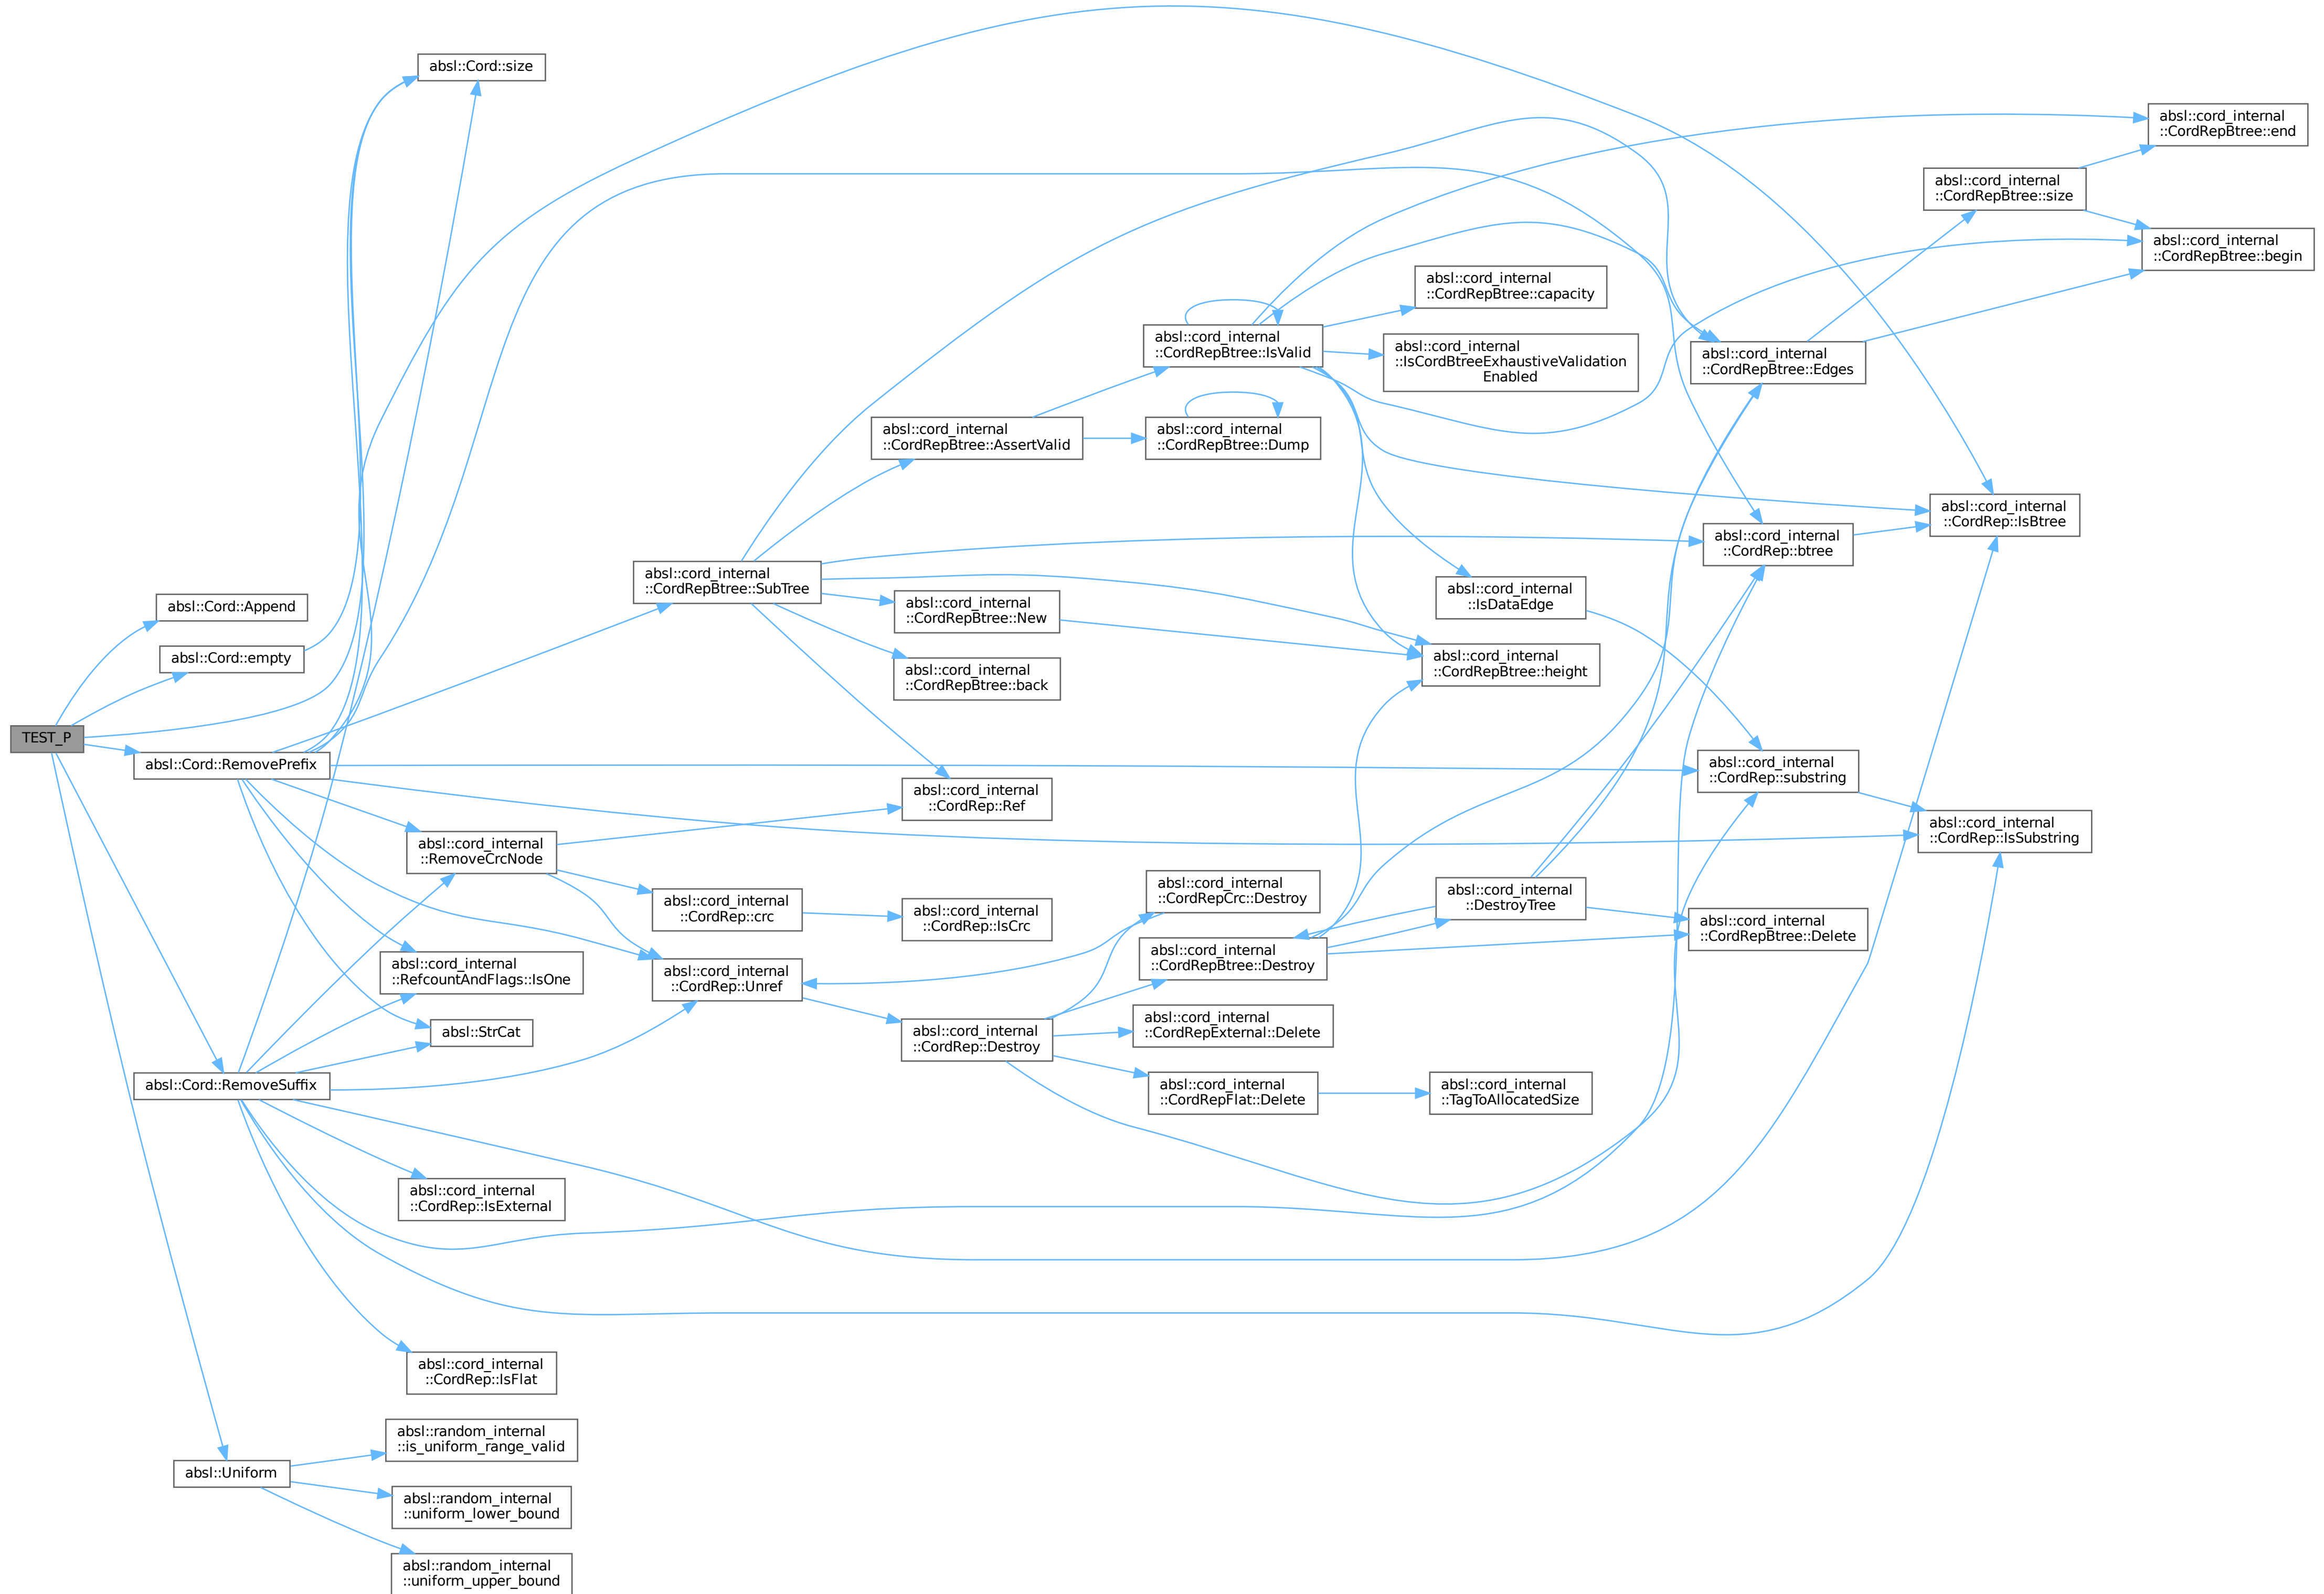 TEST_P
absl::Cord::Append
absl::Cord::empty
absl::Cord::size
absl::Cord::RemovePrefix
absl::cord_internal
::RemoveCrcNode
absl::cord_internal
::RefcountAndFlags::IsOne
absl::StrCat
absl::Cord::RemoveSuffix
absl::cord_internal
::CordRep::IsExternal
absl::cord_internal
::CordRep::IsFlat
absl::Uniform
absl::random_internal
::is_uniform_range_valid
absl::random_internal
::uniform_lower_bound
absl::random_internal
::uniform_upper_bound
absl::cord_internal
::CordRepBtree::SubTree
absl::cord_internal
::CordRep::crc
absl::cord_internal
::CordRep::Unref
absl::cord_internal
::CordRepBtree::AssertValid
absl::cord_internal
::CordRepBtree::New
absl::cord_internal
::CordRepBtree::back
absl::cord_internal
::CordRep::Ref
absl::cord_internal
::CordRep::IsCrc
absl::cord_internal
::CordRep::Destroy
absl::cord_internal
::CordRepBtree::IsValid
absl::cord_internal
::CordRepBtree::Dump
absl::cord_internal
::CordRepCrc::Destroy
absl::cord_internal
::CordRepBtree::Destroy
absl::cord_internal
::CordRepExternal::Delete
absl::cord_internal
::CordRepFlat::Delete
absl::cord_internal
::CordRepBtree::capacity
absl::cord_internal
::IsCordBtreeExhaustiveValidation
Enabled
absl::cord_internal
::IsDataEdge
absl::cord_internal
::CordRepBtree::height
absl::cord_internal
::DestroyTree
absl::cord_internal
::TagToAllocatedSize
absl::cord_internal
::CordRepBtree::Edges
absl::cord_internal
::CordRep::btree
absl::cord_internal
::CordRep::substring
absl::cord_internal
::CordRepBtree::Delete
absl::cord_internal
::CordRepBtree::size
absl::cord_internal
::CordRep::IsBtree
absl::cord_internal
::CordRep::IsSubstring
absl::cord_internal
::CordRepBtree::end
absl::cord_internal
::CordRepBtree::begin